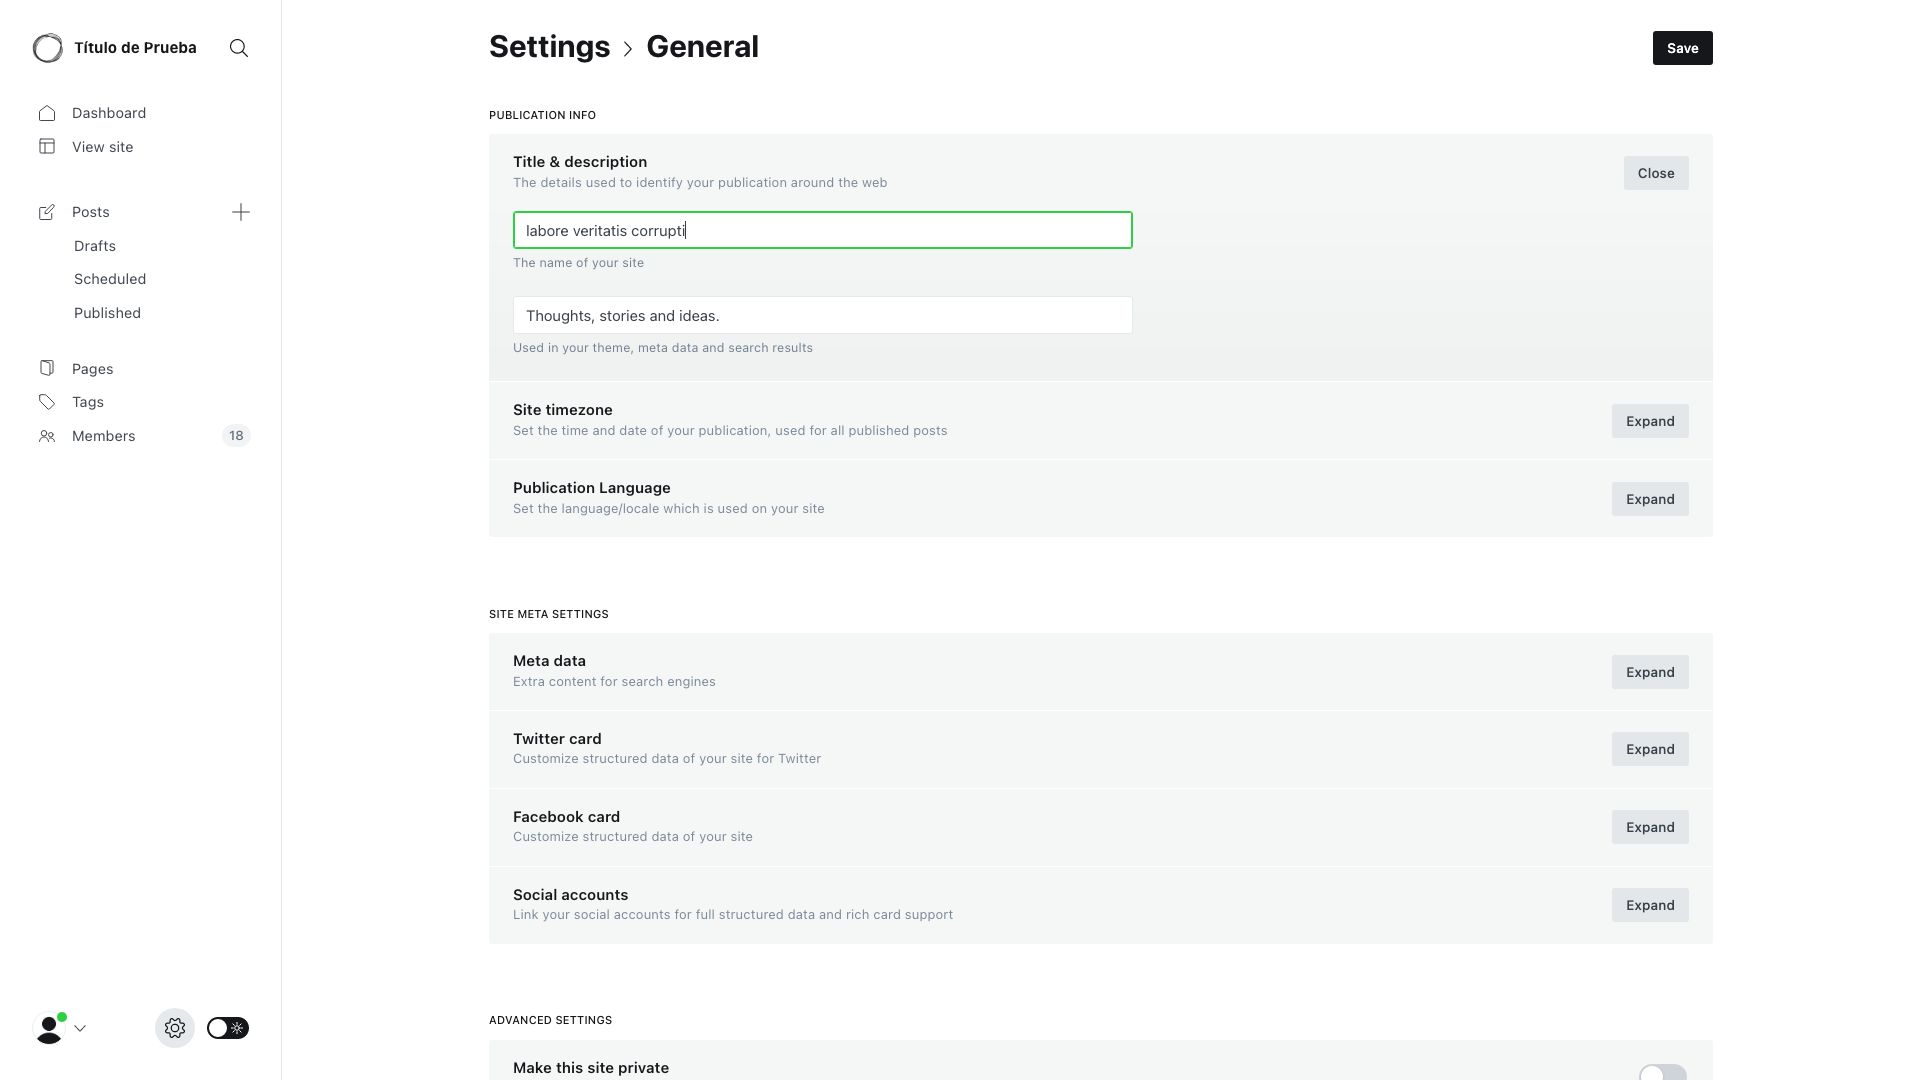 Título de Prueba
Dashboard
View site
Posts
Drafts
Scheduled
Published
Pages
Tags
Members 18
Settings General
Save
PUBLICATION INFO
Title & description
The details used to identify your publication around the web
Close
labore veritatis corrupti
The name of your site
Thoughts, stories and ideas.
Used in your theme, meta data and search results
Site timezone
Set the time and date of your publication, used for all published posts
Expand
Publication Language
Set the language/locale which is used on your site
Expand
SITE META SETTINGS
Meta data
Extra content for search engines
Expand
Twitter card
Customize structured data of your site for Twitter
Expand
Facebook card
Customize structured data of your site
Expand
Social accounts
Link your social accounts for full structured data and rich card support
Expand
ADVANCED SETTINGS
Make this site private